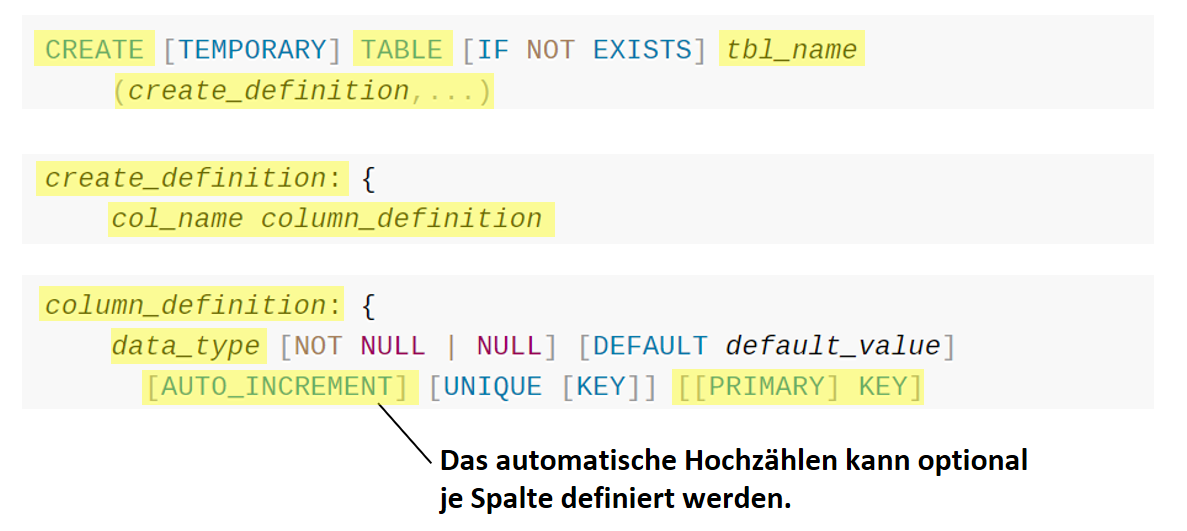 CREATE [TEMPORARY] TABLE [IF NOT EXISTS] tbl_name
(create_definition,...)
create_definition: {
col_name column_definition
column_definition: {
data_type [NOT NULL | NULL] [DEFAULT default_value]
[AUTO_INCREMENT] [UNIQUE [KEY]] [[PRIMARY] KEY]
Das automatische Hochzählen kann optional
je Spalte definiert werden.